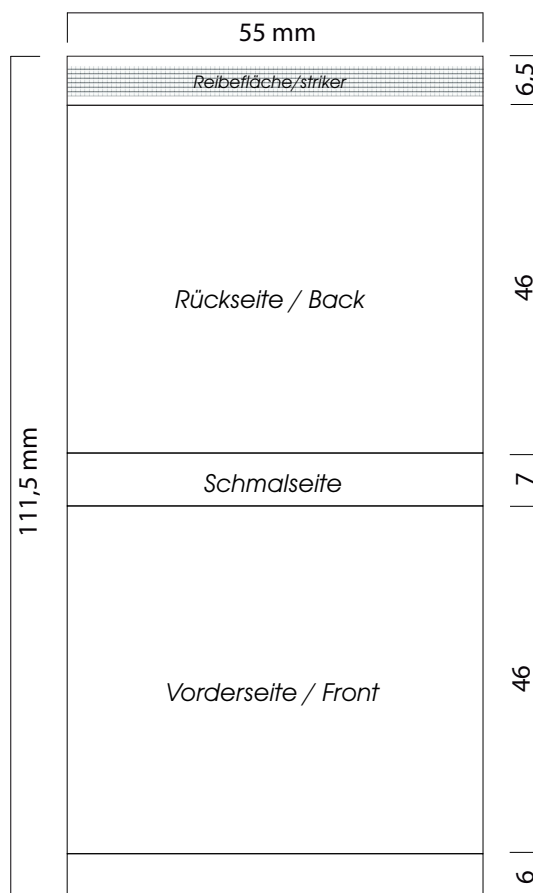 55 mm
Reibefläche/striker
6,5
Rückseite / Back
46
111,5 mm
Schmalseite
7
Vorderseite / Front
46
6